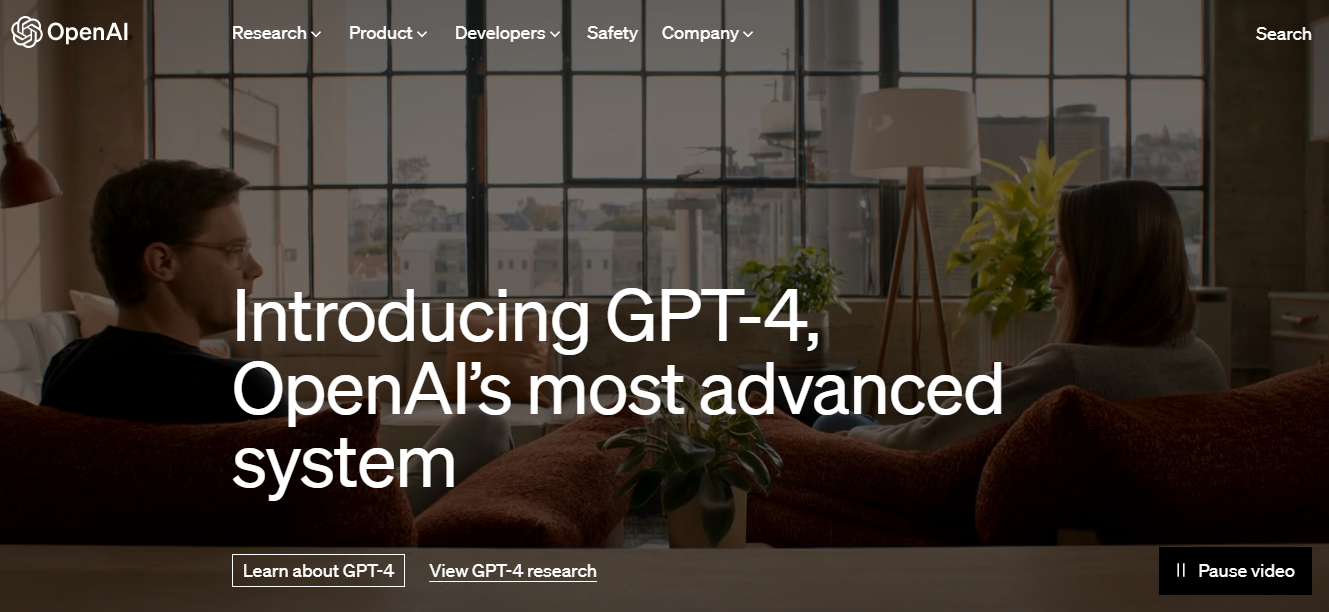 OpenAI
Research
Product
Developers
Safety
Company
Search
Introducing GPT-4,
OpenAI’s most advanced
system
Learn about GPT-4
View GPT-4 research
Pause video